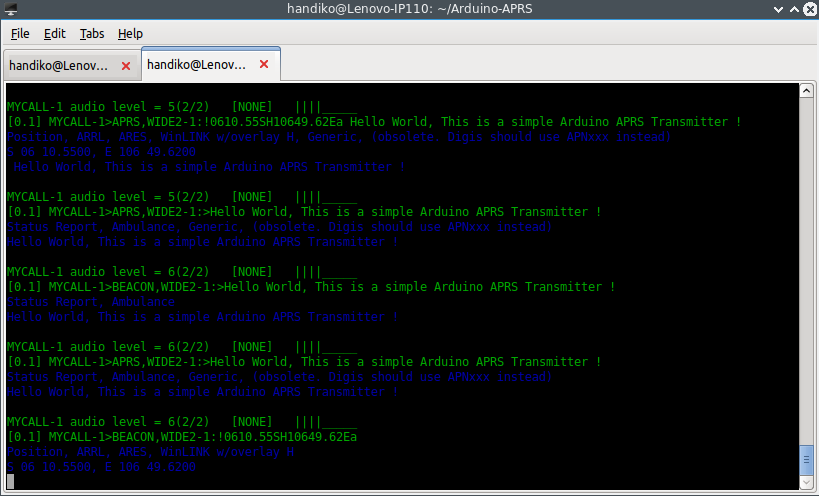 handiko@Lenovo-IP110: ~/Arduino-APRS
File Edit Tabs Help
handiko@Lenov... handiko@Lenov...
MYCALL-1 audio level = 5(2/2) [NONE] ||||_____
[0.1] MYCALL-1>APRS,WIDE2-1:!0610.55SH10649.62Ea Hello World, This is a simple Arduino APRS Transmitter !
Position, ARRL, ARES, WinLINK w/overlay H, Generic, (obsolete. Digis should use APNxxx instead)
S 06 10.5500, E 106 49.6200
Hello World, This is a simple Arduino APRS Transmitter !
MYCALL-1 audio level = 5(2/2) [NONE] ||||_____
[0.1] MYCALL-1>APRS,WIDE2-1:>Hello World, This is a simple Arduino APRS Transmitter !
Status Report, Ambulance, Generic, (obsolete. Digis should use APNxxx instead)
Hello World, This is a simple Arduino APRS Transmitter !
MYCALL-1 audio level = 6(2/2) [NONE] ||||_____
[0.1] MYCALL-1>BEACON,WIDE2-1:>Hello World, This is a simple Arduino APRS Transmitter !
Status Report, Ambulance
Hello World, This is a simple Arduino APRS Transmitter !
MYCALL-1 audio level = 6(2/2) [NONE] ||||_____
[0.1] MYCALL-1>APRS,WIDE2-1:>Hello World, This is a simple Arduino APRS Transmitter !
Status Report, Ambulance, Generic, (obsolete. Digis should use APNxxx instead)
Hello World, This is a simple Arduino APRS Transmitter !
MYCALL-1 audio level = 6(2/2) [NONE] ||||_____
[0.1] MYCALL-1>BEACON,WIDE2-1:!0610.55SH10649.62Ea
Position, ARRL, ARES, WinLINK w/overlay H
S 06 10.5500, E 106 49.6200